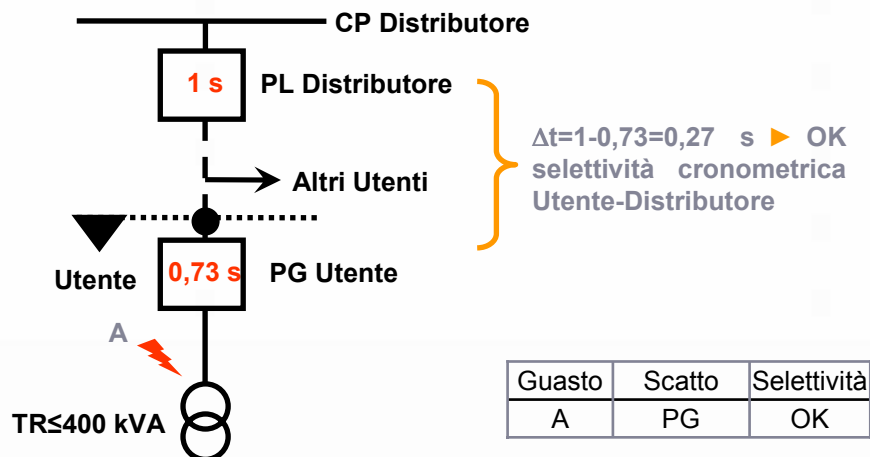 CP Distributore
1 s
PL Distributore
Δt=1-0,73=0,27 s ► OK
selettività cronometrica
Utente-Distributore
Altri Utenti
Utente
0,73 s
PG Utente
A
TR≤400 kVA
Guasto Scatto Selettività
A PG OK